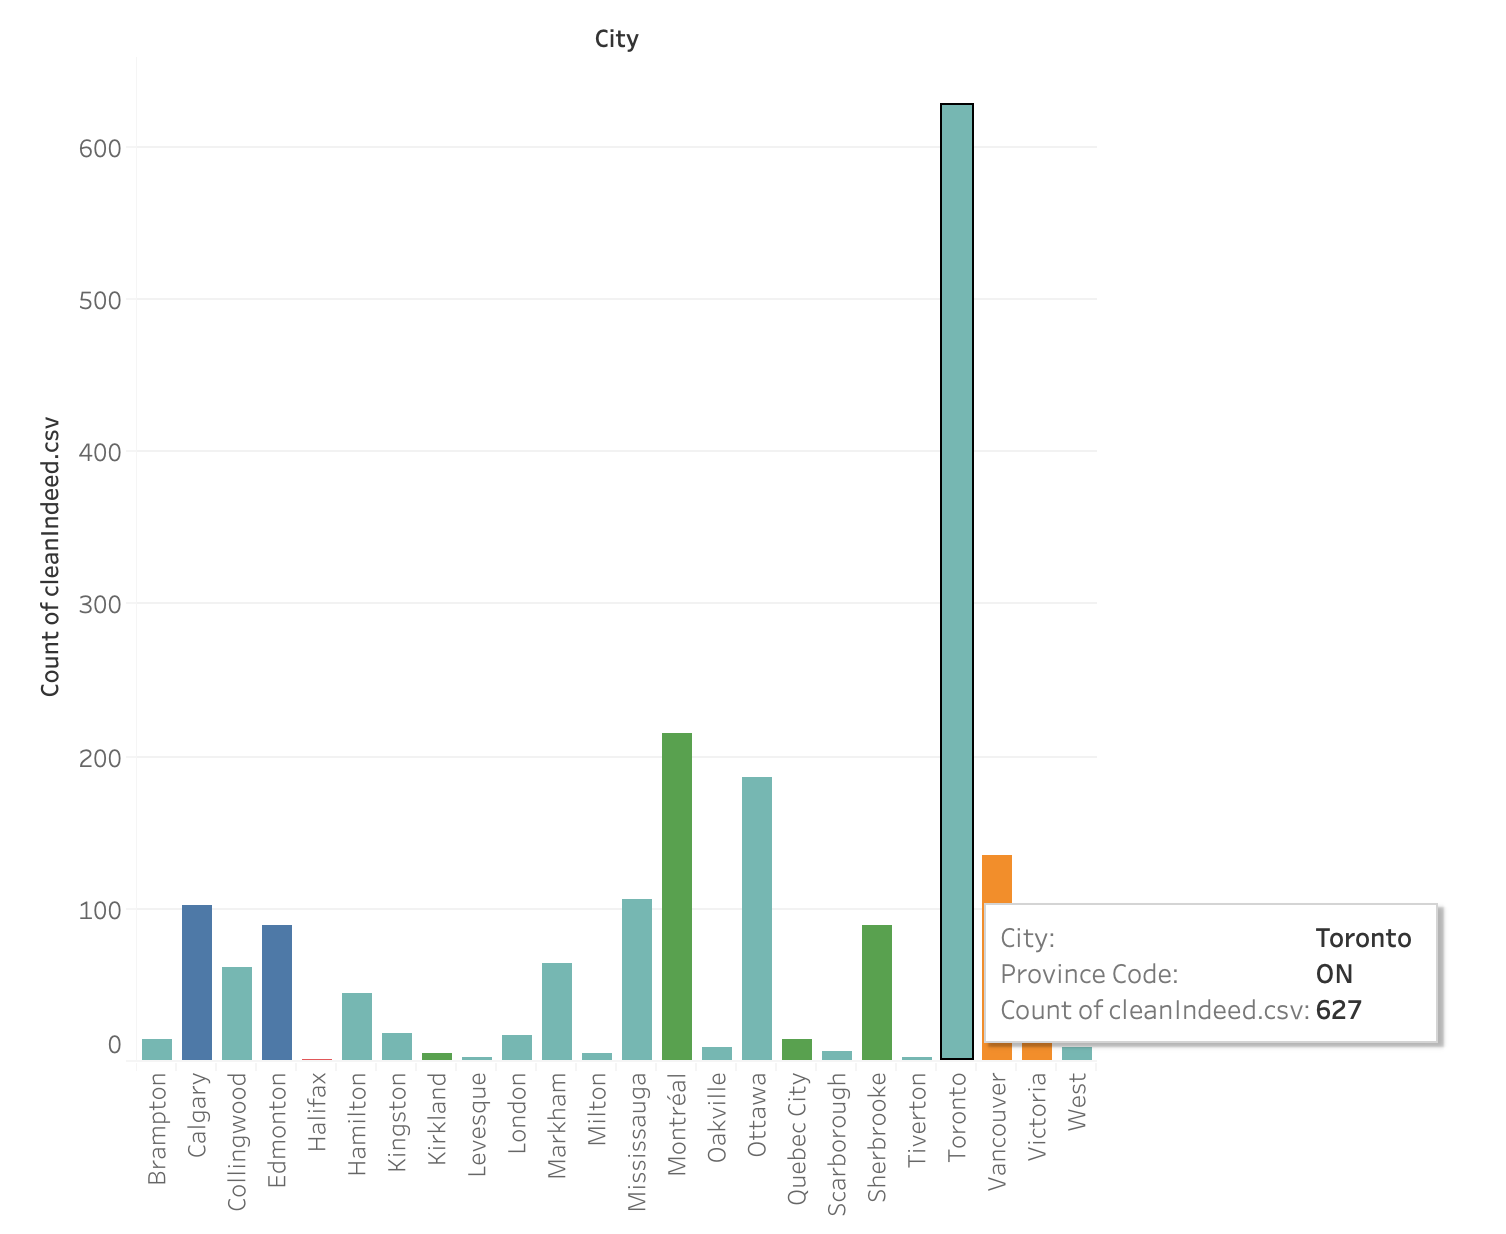 City
600
500
400
300
200
100
0
Count of cleanIndeed.csv
City: Toronto
Province Code: ON
Count of cleanIndeed.csv: 627
Brampton
Calgary
Collingwood
Edmonton
Halifax
Hamilton
Kingston
Kirkland
Levesque
London
Markham
Milton
Mississauga
Montréal
Oakville
Ottawa
Quebec City
Scarborough
Sherbrooke
Tiverton
Toronto
Vancouver
Victoria
West